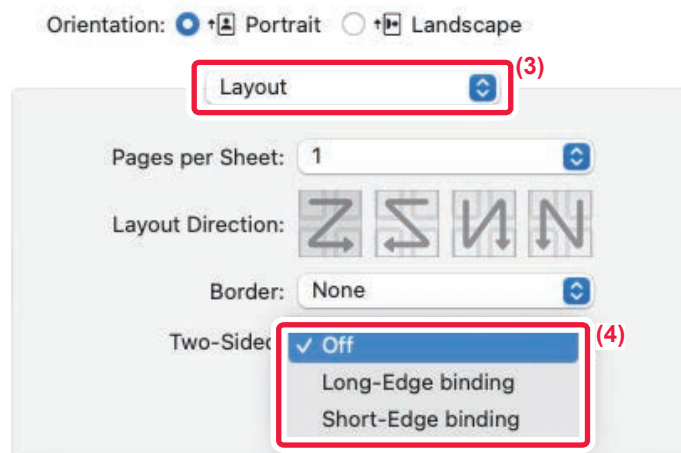 Orientation: Portrait Landscape
(3)
Layout
Pages per Sheet: 1
Layout Direction:
Border: None
Two-Sided
(4)
✓ Off
Long-Edge binding
Short-Edge binding